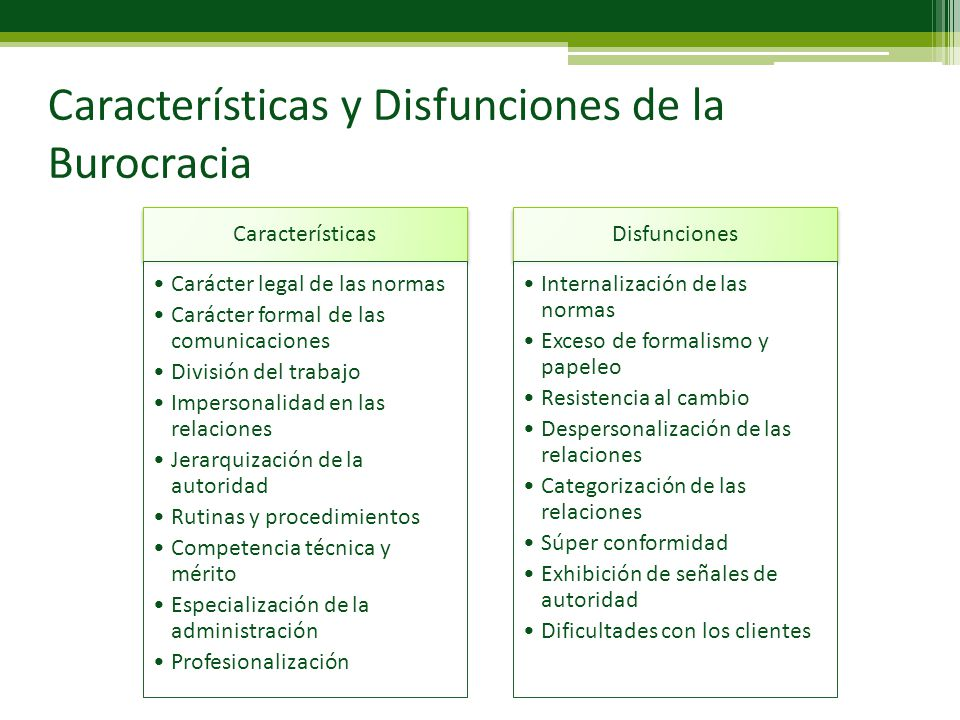 Características y Disfunciones de la
Burocracia
Características
• Carácter legal de las normas
• Carácter formal de las
comunicaciones
• División del trabajo
• Impersonalidad en las
relaciones
• Jerarquización de la
autoridad
• Rutinas y procedimientos
• Competencia técnica y
mérito
• Especialización de la
administración
• Profesionalización
Disfunciones
• Internalización de las
normas
• Exceso de formalismo y
papeleo
• Resistencia al cambio
• Despersonalización de las
relaciones
• Categorización de las
relaciones
• Súper conformidad
• Exhibición de señales de
autoridad
• Dificultades con los clientes